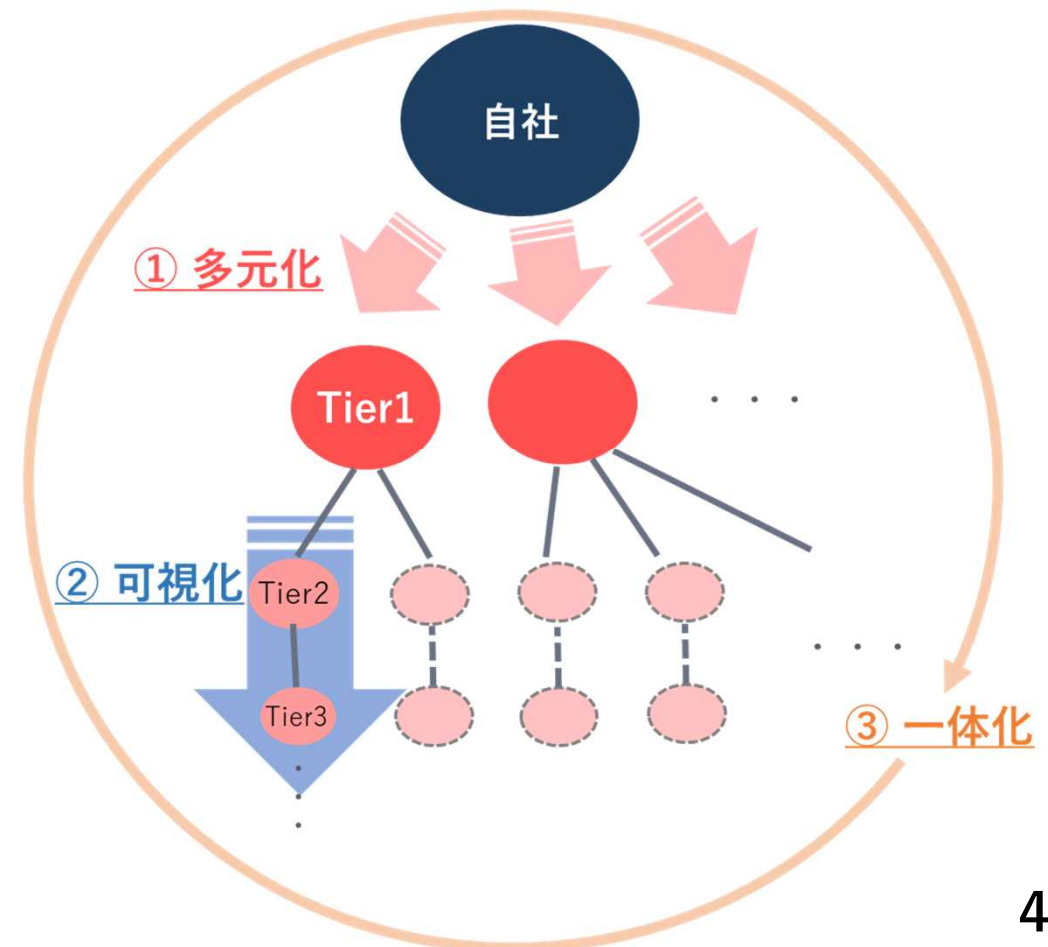 自社
① 多元化
Tier1
・・・
② 可視化
Tier2
・・・
Tier3
③ 一体化
・・・
4